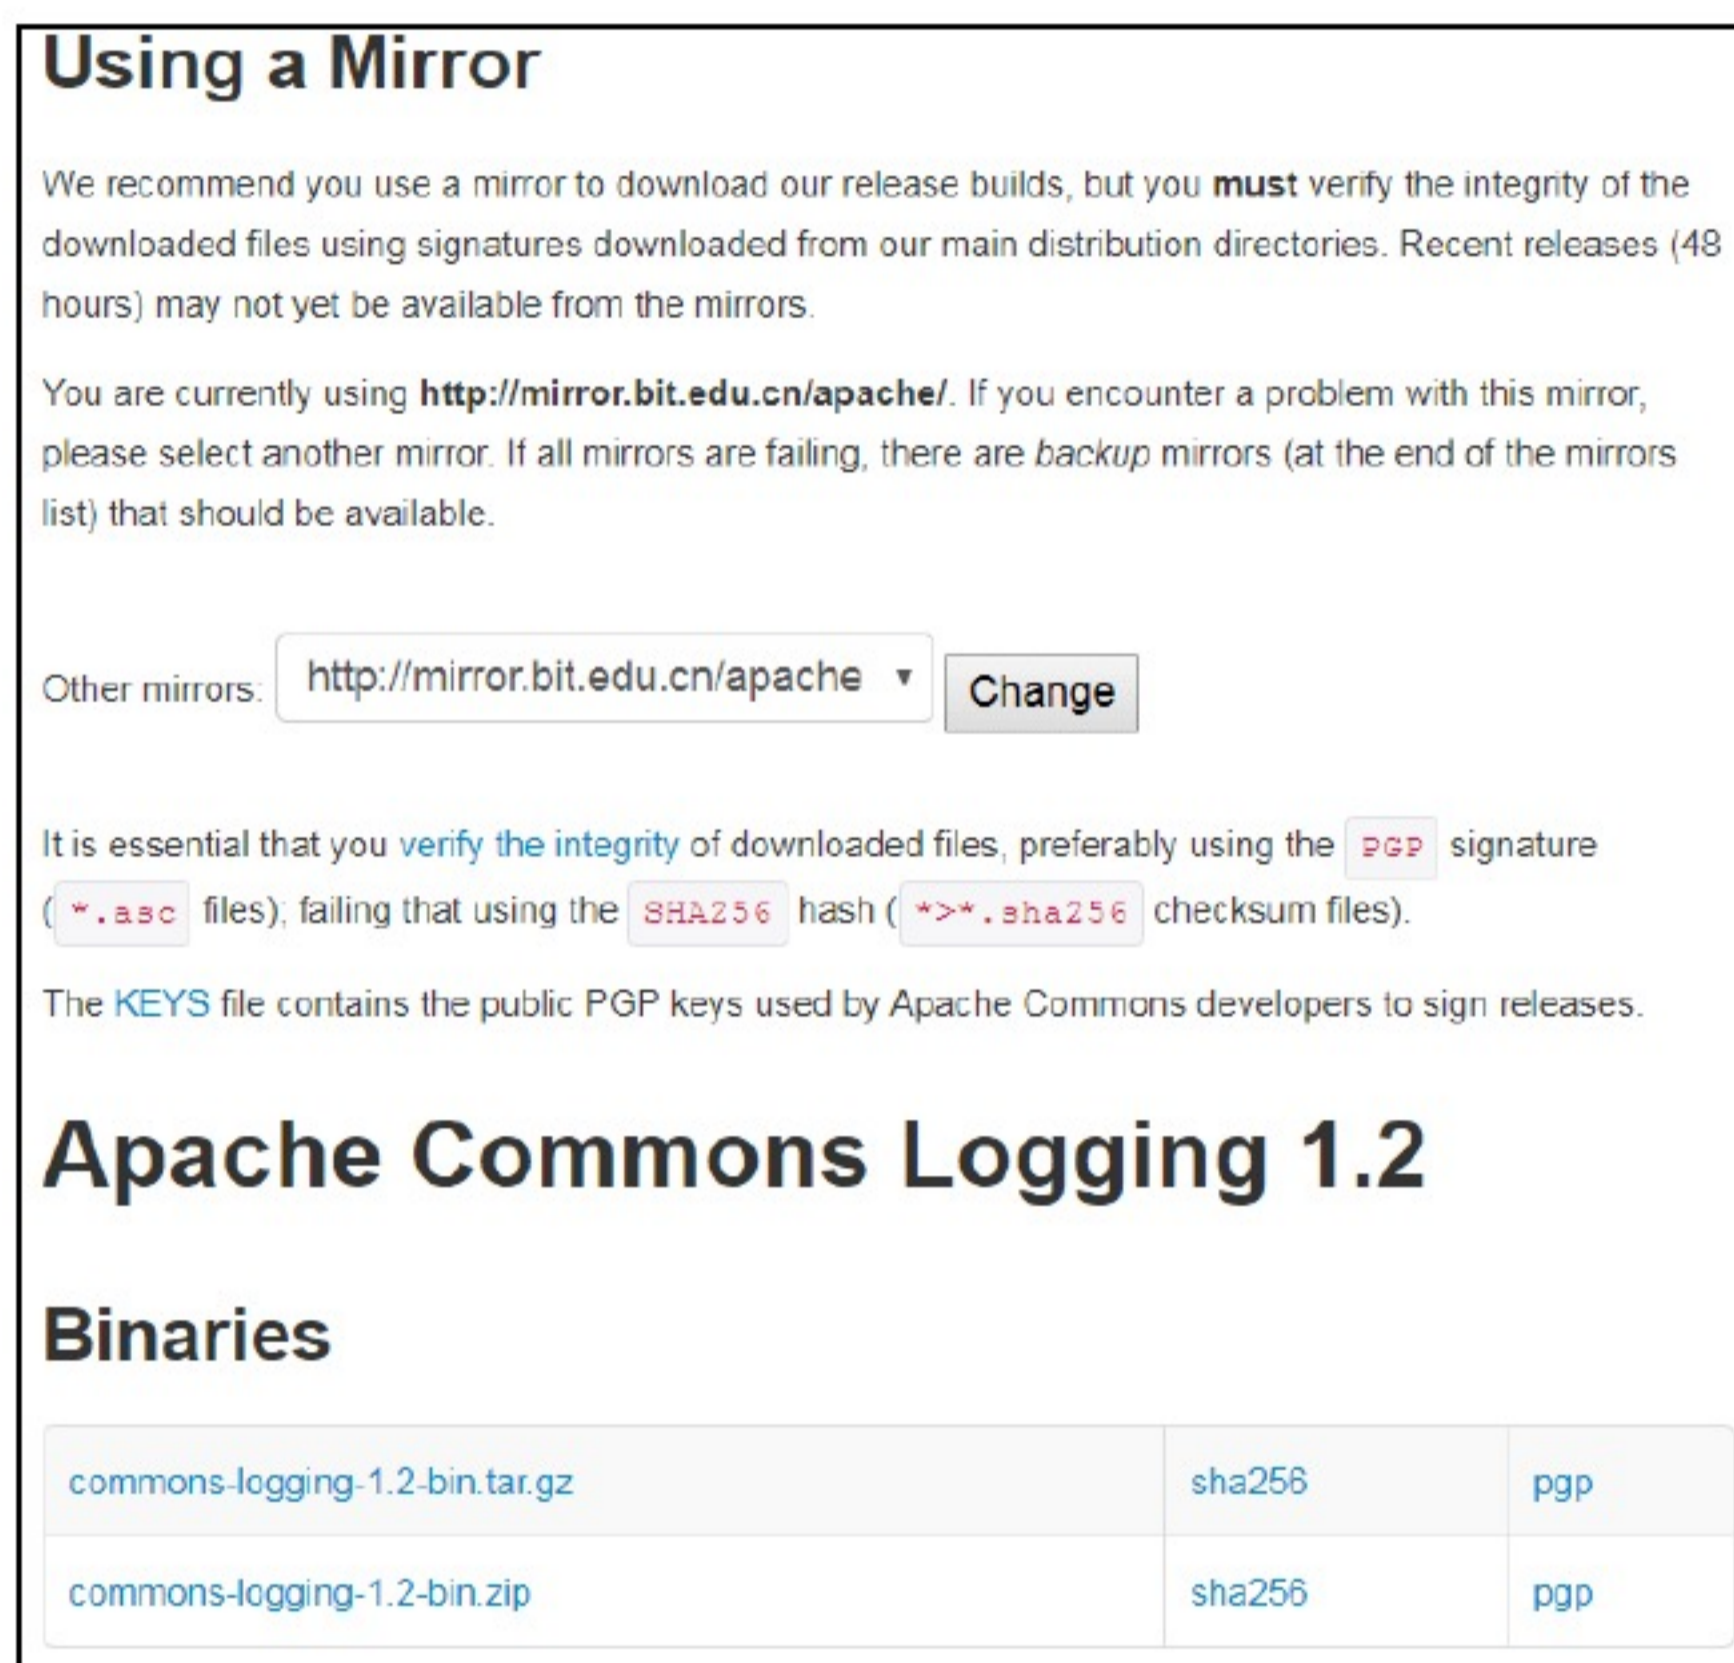 Using a Mirror
We recommend you use a mirror to download our release builds, but you must verify the integrity of the
downloaded files using signatures downloaded from our main distribution directories. Recent releases (48
hours) may not yet be available from the mirrors.
You are currently using http://mirror.bit.edu.cn/apache/. If you encounter a problem with this mirror,
please select another mirror. If all mirrors are failing, there are backup mirrors (at the end of the mirrors
list) that should be available.
Other mirrors: http://mirror.bit.edu.cn/apache ▾ Change
It is essential that you verify the integrity of downloaded files, preferably using the PGP signature
( *.asc files); failing that using the SHA256 hash ( *>*.sha256 checksum files).
The KEYS file contains the public PGP keys used by Apache Commons developers to sign releases.
Apache Commons Logging 1.2
Binaries
commons-logging-1.2-bin.tar.gz sha256 pgp
commons-logging-1.2-bin.zip sha256 pgp